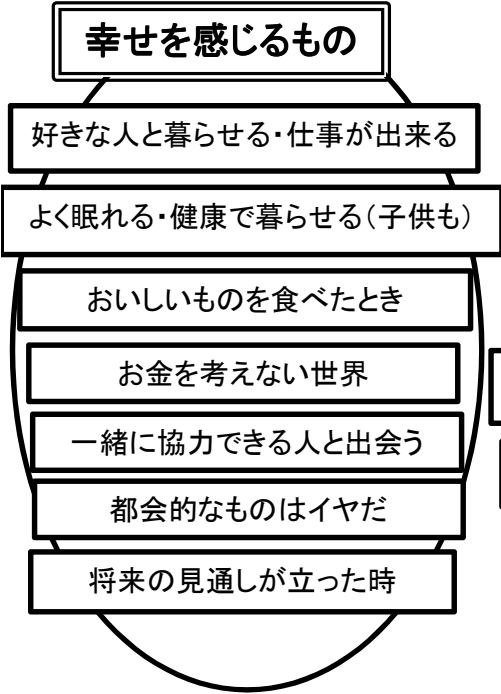 幸せを感じるもの
好きな人と暮らせる・仕事が出来る
よく眠れる・健康で暮らせる（子供も）
おいしいものを食べたとき
お金を考えない世界
一緒に協力できる人と出会う
都会的なものはイヤだ
将来の見通しが立った時